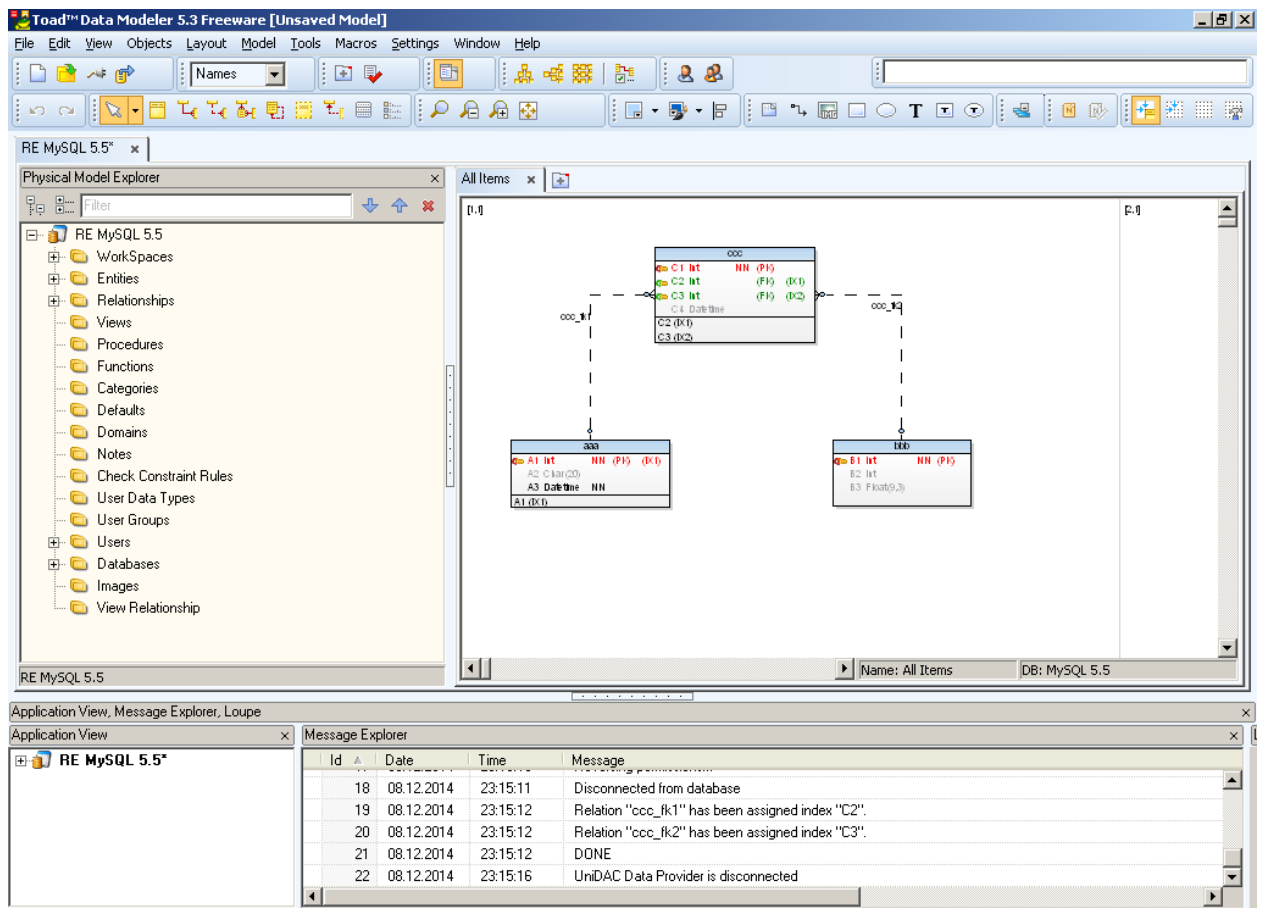 Toad™ Data Modeler 5.3 Freeware [Unsaved Model]
File Edit View Objects Layout Model Tools Macros Settings Window Help
Names
T
RE MySQL 5.5*
Physical Model Explorer
Filter
RE MySQL 5.5
WorkSpaces
Entities
Relationships
Views
Procedures
Functions
Categories
Defaults
Domains
Notes
Check Constraint Rules
User Data Types
User Groups
Users
Databases
Images
View Relationship
RE MySQL 5.5
All Items
[1,1] [2,1]
ccc
C1 Int NN (PK)
C2 Int (FK) (IX1)
C3 Int (FK) (IX2)
C4 Datetime
C2 (IX1)
C3 (IX2)
ccc_fk1
ccc_fk2
aaa
A1 Int NN (PK) (IX1)
A2 Char(20)
A3 Datetime NN
A1 (IX1)
bbb
B1 Int NN (PK)
B2 Int
B3 Float(9,3)
Name: All Items DB: MySQL 5.5
Application View, Message Explorer, Loupe
Application View
RE MySQL 5.5*
Message Explorer
Id Date Time Message
18 08.12.2014 23:15:11 Disconnected from database
19 08.12.2014 23:15:12 Relation "ccc_fk1" has been assigned index "C2".
20 08.12.2014 23:15:12 Relation "ccc_fk2" has been assigned index "C3".
21 08.12.2014 23:15:12 DONE
22 08.12.2014 23:15:16 UniDAC Data Provider is disconnected